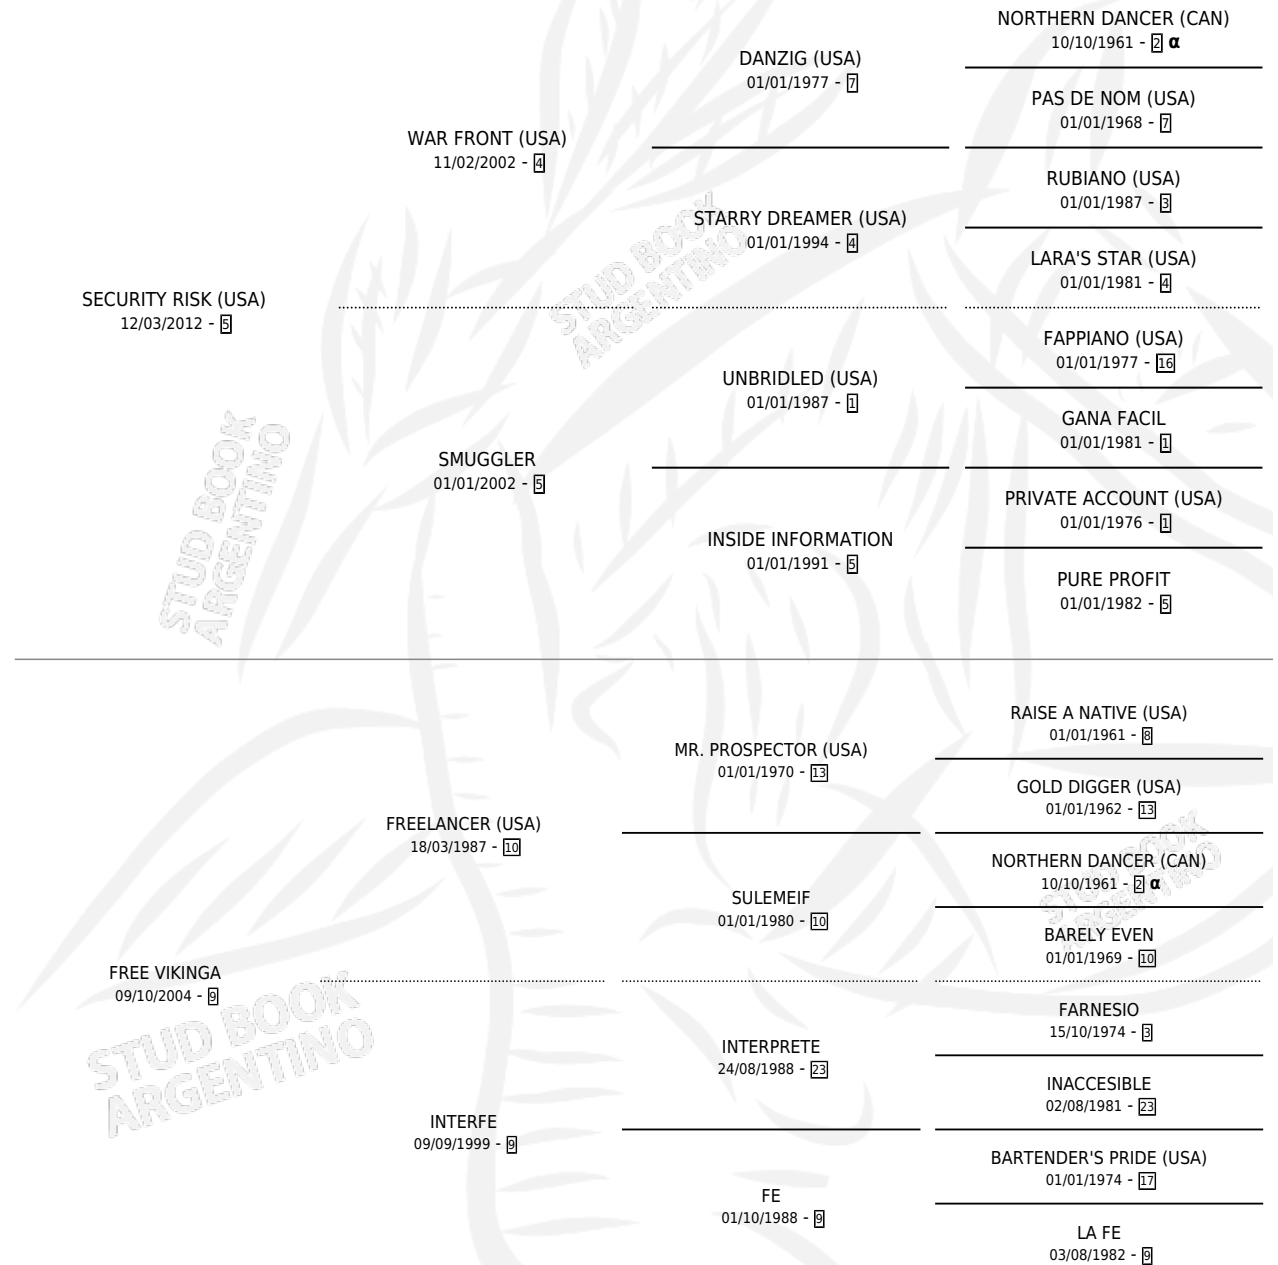 NORTHERN DANCER (CAN)
10/10/1961 - 2 α
DANZIG (USA)
01/01/1977 - 7
PAS DE NOM (USA)
01/01/1968 - 7
WAR FRONT (USA)
11/02/2002 - 4
RUBIANO (USA)
01/01/1987 - 3
STARRY DREAMER (USA)
01/01/1994 - 4
LARA'S STAR (USA)
01/01/1981 - 4
SECURITY RISK (USA)
12/03/2012 - 5
FAPPIANO (USA)
01/01/1977 - 16
UNBRIDLED (USA)
01/01/1987 - 1
GANA FACIL
01/01/1981 - 1
SMUGGLER
01/01/2002 - 5
PRIVATE ACCOUNT (USA)
01/01/1976 - 1
INSIDE INFORMATION
01/01/1991 - 5
PURE PROFIT
01/01/1982 - 5
RAISE A NATIVE (USA)
01/01/1961 - 8
MR. PROSPECTOR (USA)
01/01/1970 - 13
GOLD DIGGER (USA)
01/01/1962 - 13
FREELANCER (USA)
18/03/1987 - 10
NORTHERN DANCER (CAN)
10/10/1961 - 2 α
SULEMEIF
01/01/1980 - 10
BARELY EVEN
01/01/1969 - 10
FREE VIKINGA
09/10/2004 - 9
FARNESIO
15/10/1974 - 3
INTERPRETE
24/08/1988 - 23
INACCESIBLE
02/08/1981 - 23
INTERFE
09/09/1999 - 9
BARTENDER'S PRIDE (USA)
01/01/1974 - 17
FE
01/10/1988 - 9
LA FE
03/08/1982 - 9
STUD BOOK
ARGENTINO
STUD BOOK
ARGENTINO
STUD BOOK
ARGENTINO
STUD BOOK
ARGENTINO